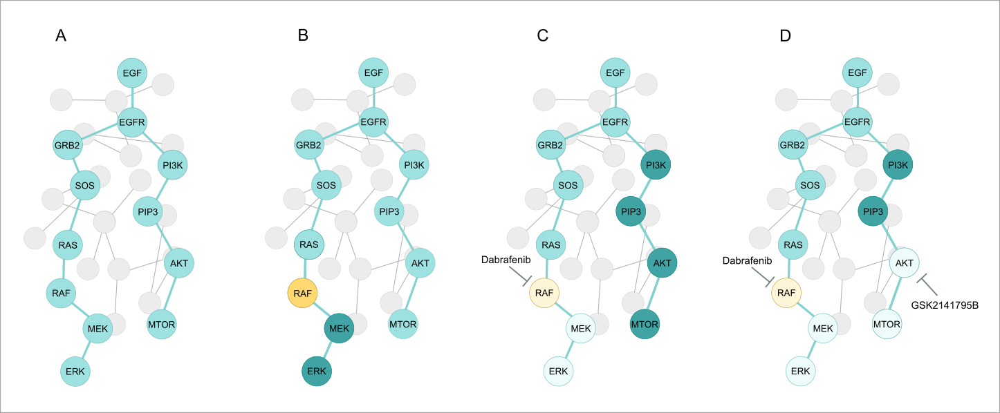 A
B
C
D
EGF
EGFR
GRB2
PI3K
SOS
PIP3
RAS
AKT
RAF
MEK
MTOR
ERK
EGF
EGFR
GRB2
PI3K
SOS
PIP3
RAS
AKT
RAF
MEK
MTOR
ERK
EGF
EGFR
GRB2
PI3K
SOS
PIP3
RAS
Dabrafenib
AKT
RAF
MEK
MTOR
ERK
EGF
EGFR
GRB2
PI3K
SOS
PIP3
RAS
Dabrafenib
AKT
RAF
GSK2141795B
MEK
MTOR
ERK